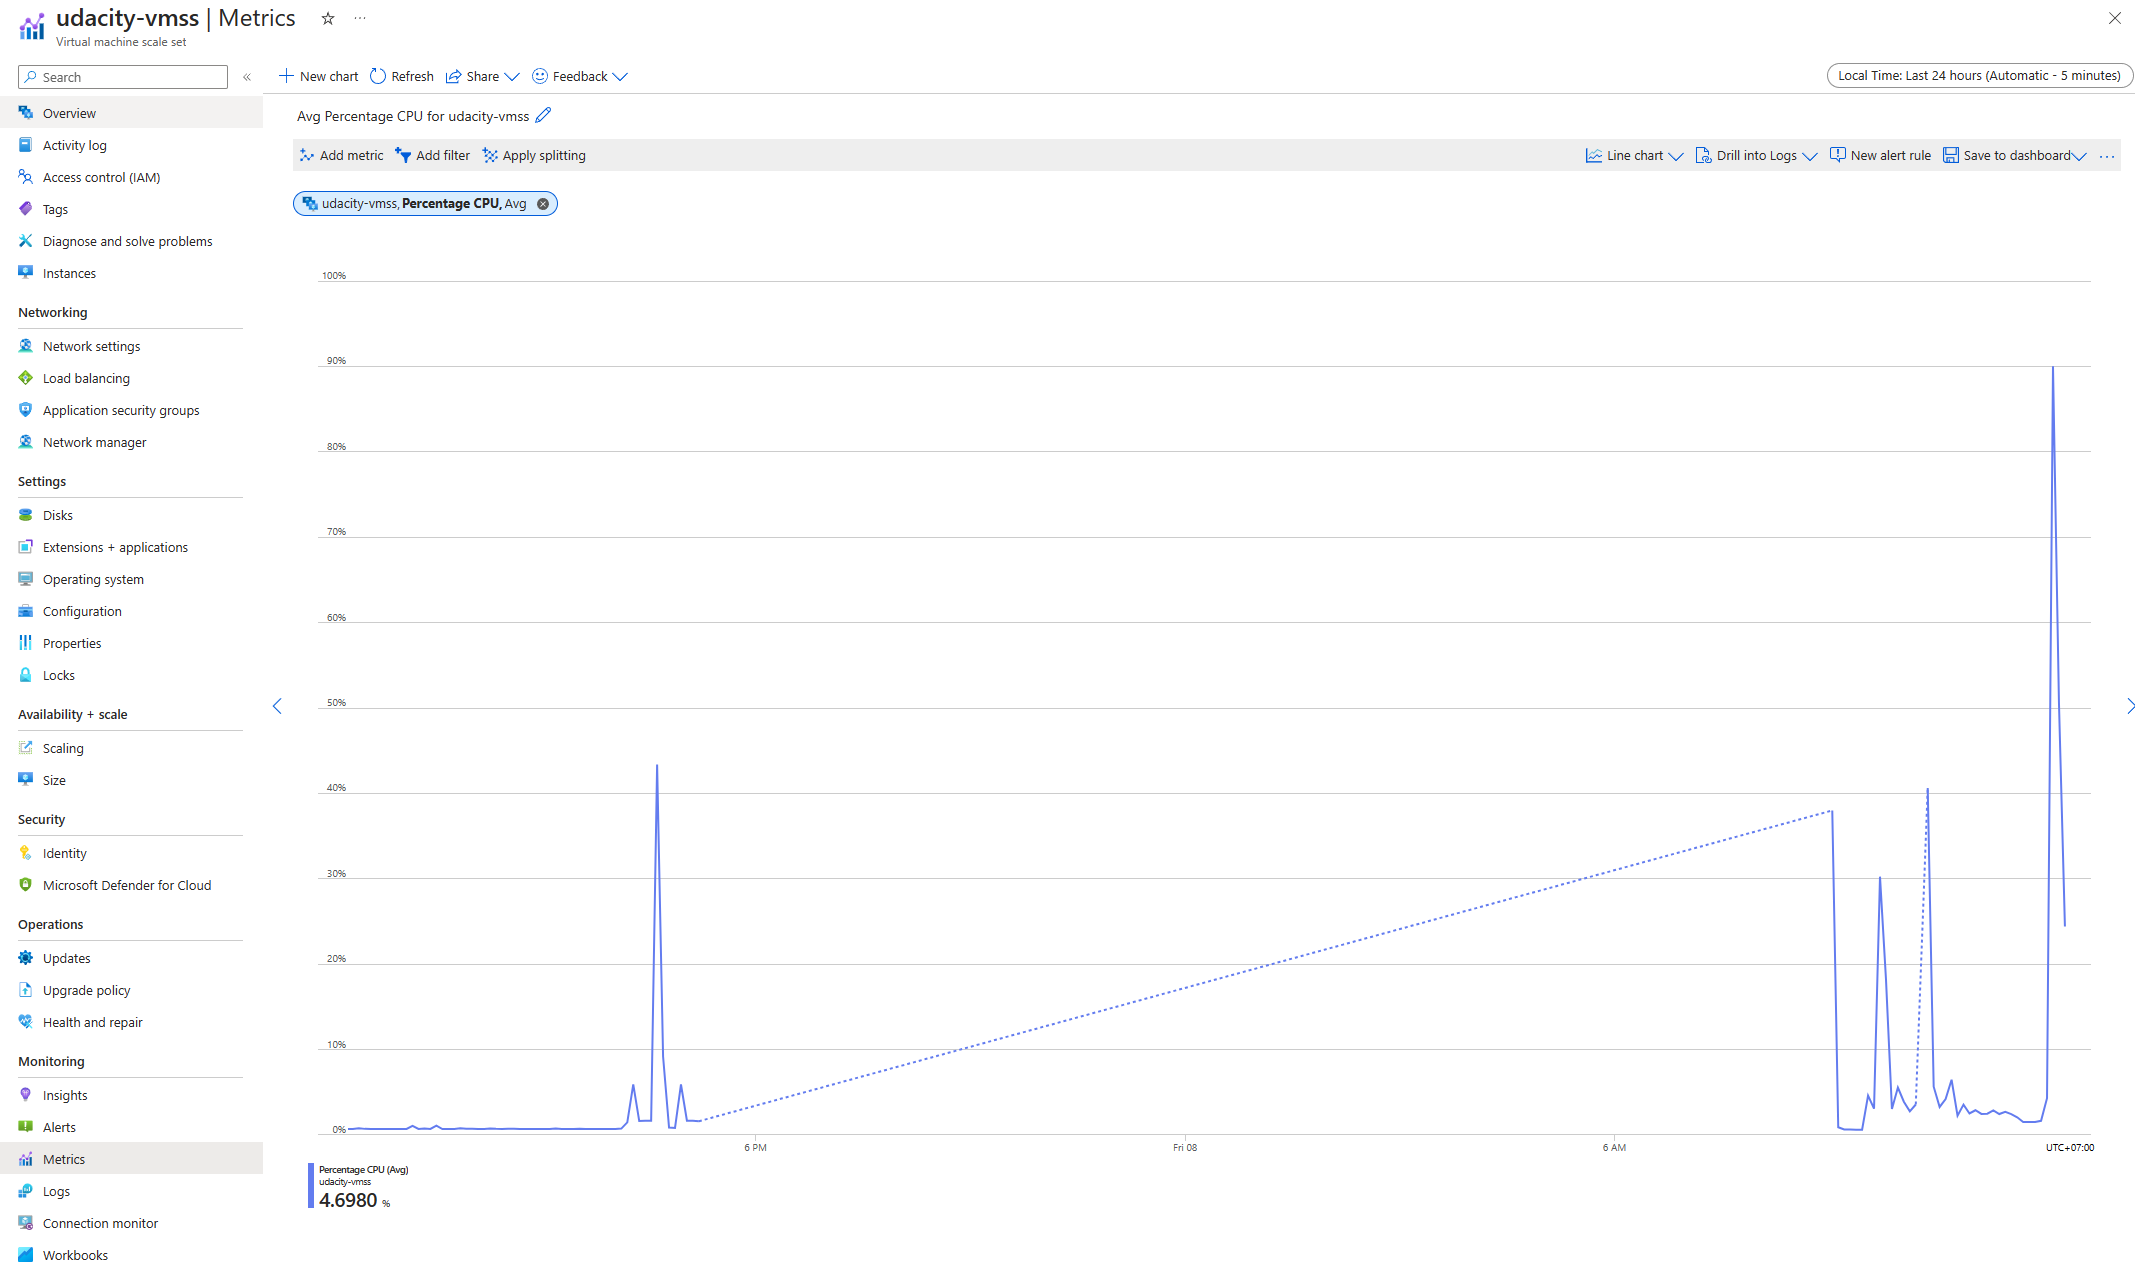 udacity-vmss | Metrics
Virtual machine scale set
Search
Overview
Activity log
Access control (IAM)
Tags
Diagnose and solve problems
Instances
Networking
Network settings
Load balancing
Application security groups
Network manager
Settings
Disks
Extensions + applications
Operating system
Configuration
Properties
Locks
Availability + scale
Scaling
Size
Security
Identity
Microsoft Defender for Cloud
Operations
Updates
Upgrade policy
Health and repair
Monitoring
Insights
Alerts
Metrics
Logs
Connection monitor
Workbooks
New chart Refresh Share Feedback
Local Time: Last 24 hours (Automatic - 5 minutes)
Avg Percentage CPU for udacity-vmss
Add metric Add filter Apply splitting
Line chart Drill into Logs New alert rule Save to dashboard
udacity-vmss, Percentage CPU, Avg
100%
90%
80%
70%
60%
50%
40%
30%
20%
10%
0%
6 PM Fri 08 6 AM UTC+07:00
Percentage CPU (Avg)
udacity-vmss
4.6980 %